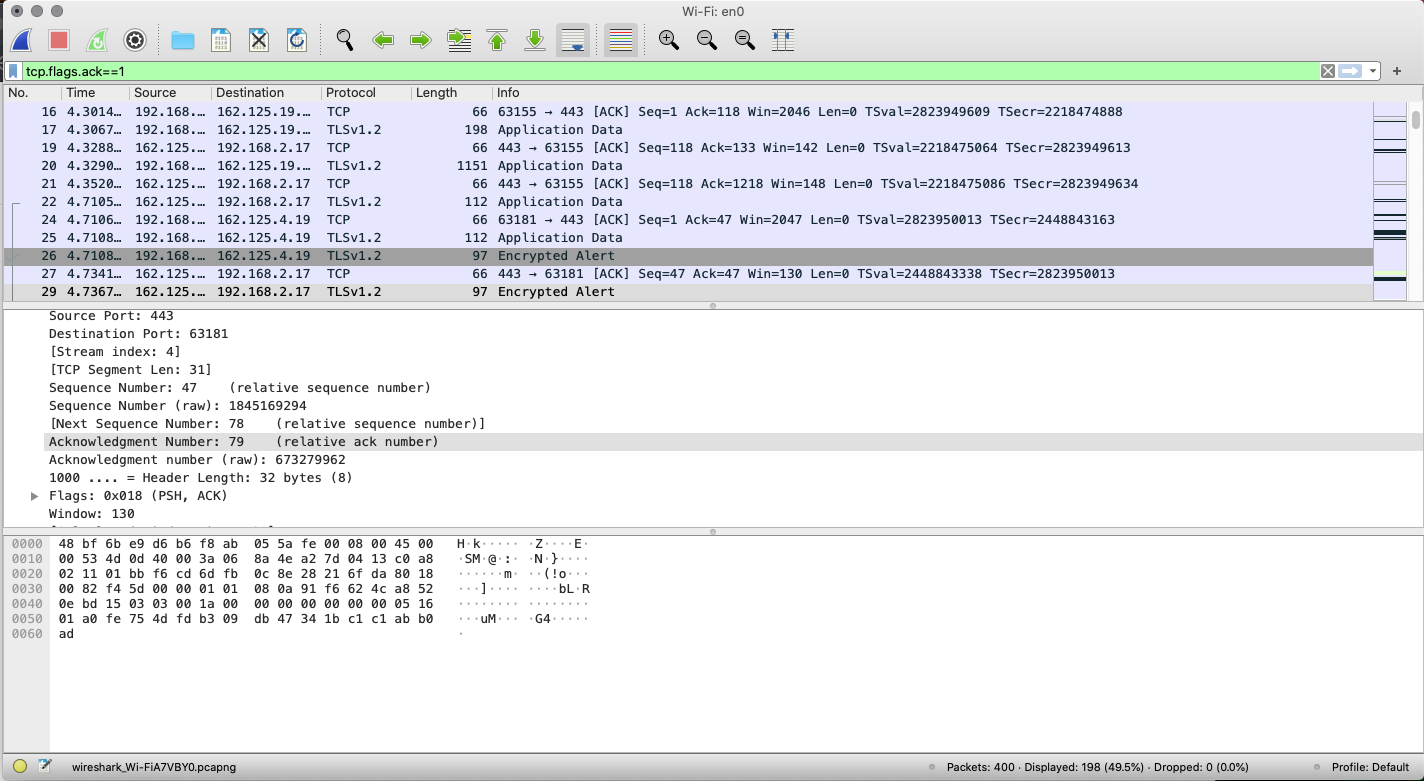 Wi-Fi: en0
tcp.flags.ack==1
No. Time Source Destination Protocol Length Info
16 4.3014… 192.168.… 162.125.19.… TCP 66 63155 → 443 [ACK] Seq=1 Ack=118 Win=2046 Len=0 TSval=2823949609 TSecr=2218474888
17 4.3067… 192.168.… 162.125.19.… TLSv1.2 198 Application Data
19 4.3288… 162.125.… 192.168.2.17 TCP 66 443 → 63155 [ACK] Seq=118 Ack=133 Win=142 Len=0 TSval=2218475064 TSecr=2823949613
20 4.3290… 192.168.… 162.125.19.… TLSv1.2 1151 Application Data
21 4.3520… 162.125.… 192.168.2.17 TCP 66 443 → 63155 [ACK] Seq=118 Ack=1218 Win=148 Len=0 TSval=2218475086 TSecr=2823949634
22 4.7105… 162.125.… 192.168.2.17 TLSv1.2 112 Application Data
24 4.7106… 192.168.… 162.125.4.19 TCP 66 63181 → 443 [ACK] Seq=1 Ack=47 Win=2047 Len=0 TSval=2823950013 TSecr=2448843163
25 4.7108… 192.168.… 162.125.4.19 TLSv1.2 112 Application Data
26 4.7108… 192.168.… 162.125.4.19 TLSv1.2 97 Encrypted Alert
27 4.7341… 162.125.… 192.168.2.17 TCP 66 443 → 63181 [ACK] Seq=47 Ack=47 Win=130 Len=0 TSval=2448843338 TSecr=2823950013
29 4.7367… 162.125.… 192.168.2.17 TLSv1.2 97 Encrypted Alert
Source Port: 443
Destination Port: 63181
[Stream index: 4]
[TCP Segment Len: 31]
Sequence Number: 47 (relative sequence number)
Sequence Number (raw): 1845169294
[Next Sequence Number: 78 (relative sequence number)]
Acknowledgment Number: 79 (relative ack number)
Acknowledgment number (raw): 673279962
1000 .... = Header Length: 32 bytes (8)
Flags: 0x018 (PSH, ACK)
Window: 130
0000 48 bf 6b e9 d6 b6 f8 ab 05 5a fe 00 08 00 45 00 H·k····· ·Z····E·
0010 00 53 4d 0d 40 00 3a 06 8a 4e a2 7d 04 13 c0 a8 ·SM·@·:· ·N·}····
0020 02 11 01 bb f6 cd 6d fb 0c 8e 28 21 6f da 80 18 ······m· ··(!o···
0030 00 82 f4 5d 00 00 01 01 08 0a 91 f6 62 4c a8 52 ···]···· ····bL·R
0040 0e bd 15 03 03 00 1a 00 00 00 00 00 00 00 05 16 ········ ········
0050 01 a0 fe 75 4d fd b3 09 db 47 34 1b c1 c1 ab b0 ···uM··· ·G4·····
0060 ad ·
wireshark_Wi-FiA7VBY0.pcapng Packets: 400 · Displayed: 198 (49.5%) · Dropped: 0 (0.0%) Profile: Default